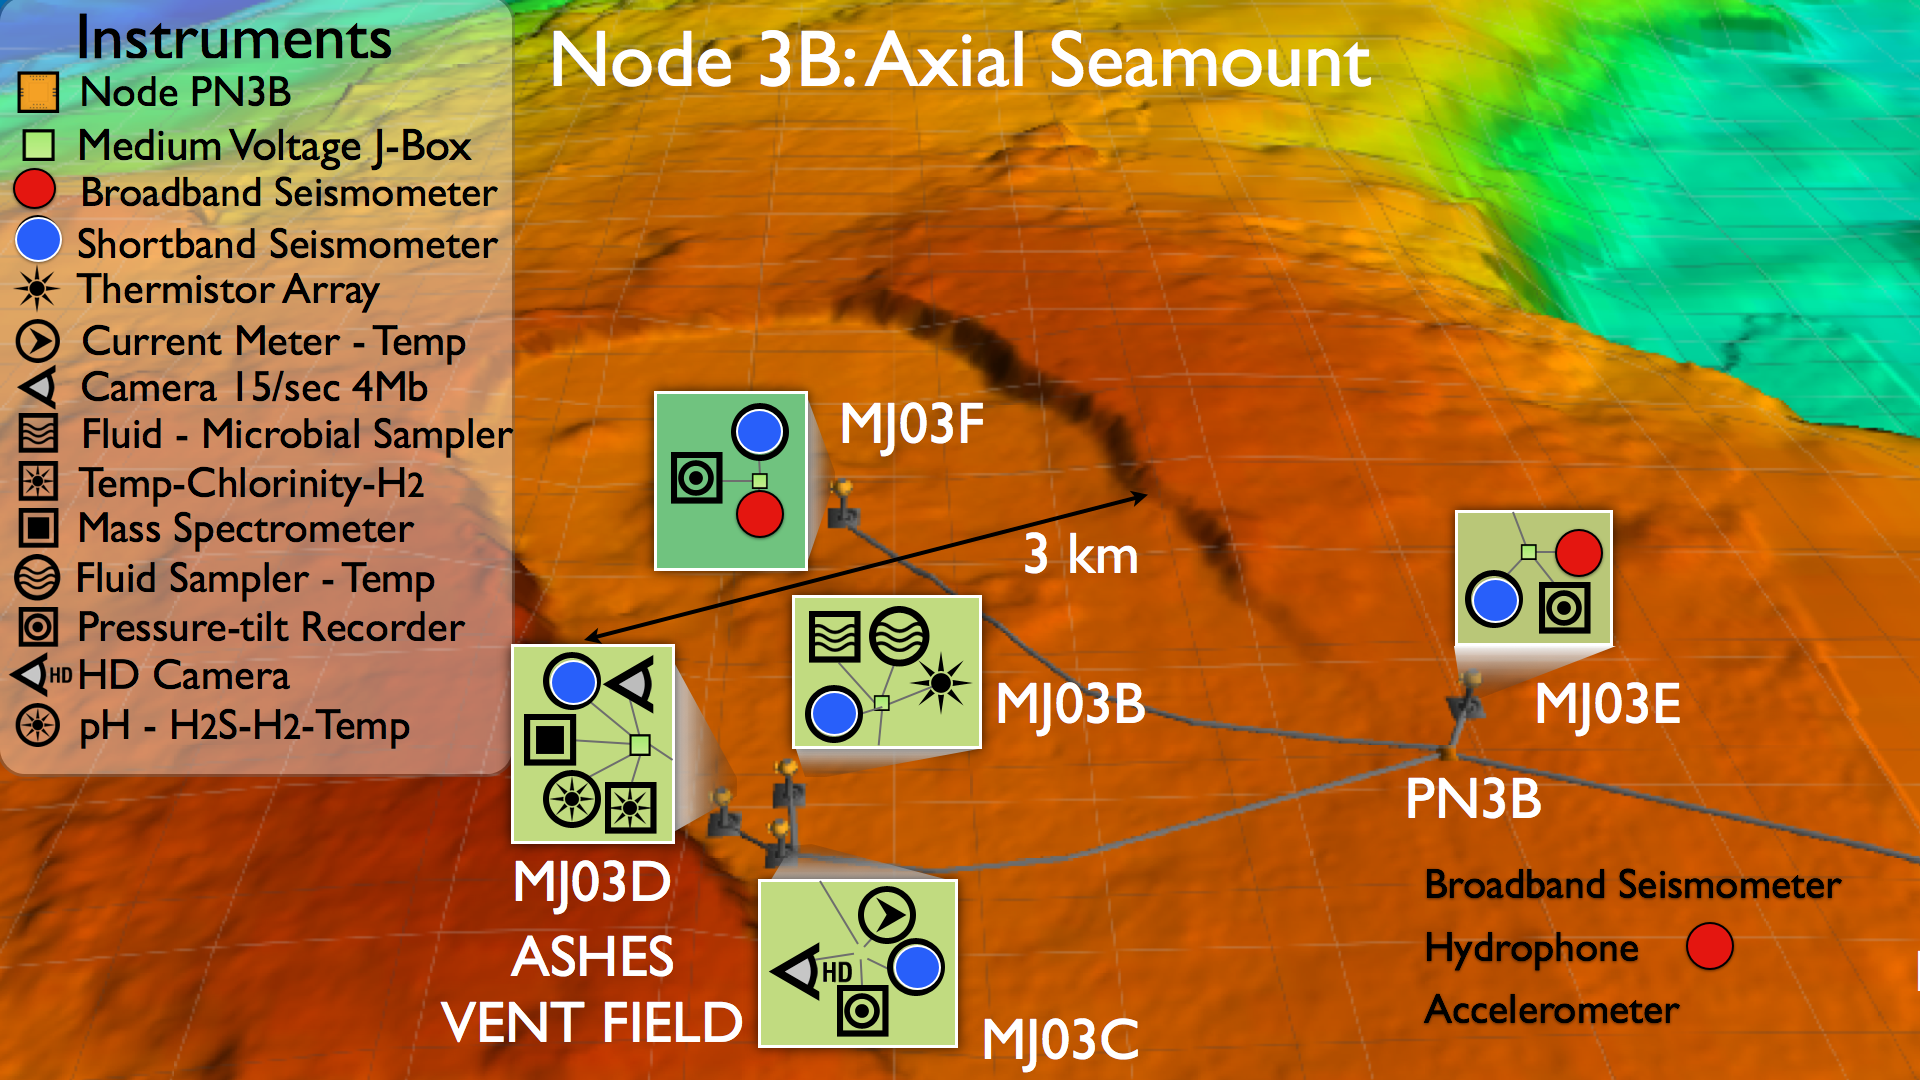 Instruments
Node PN3B
Medium Voltage J-Box
Broadband Seismometer
Shortband Seismometer
Thermistor Array
Current Meter - Temp
Camera 15/sec 4Mb
Fluid - Microbial Sampler
Temp-Chlorinity-H2
Mass Spectrometer
Fluid Sampler - Temp
Pressure-tilt Recorder
HD HD Camera
pH - H2S-H2-Temp
Node 3B: Axial Seamount
MJ03F
3 km
MJ03B
MJ03E
PN3B
MJ03D
ASHES
VENT FIELD
HD
MJ03C
Broadband Seismometer
Hydrophone
Accelerometer